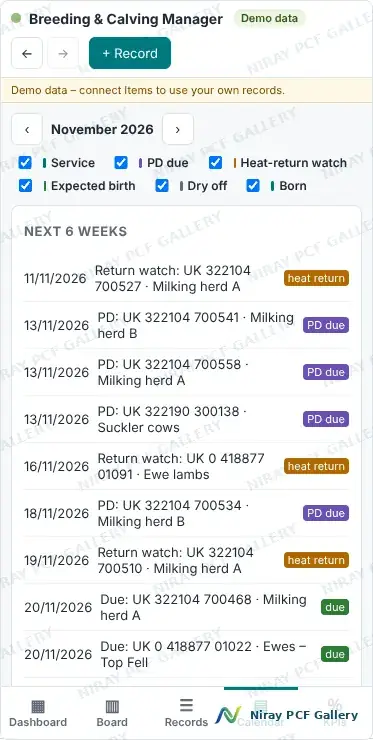 Breeding & Calving Manager Demo data
← → + Record
Demo data – connect Items to use your own records.
‹ November 2026 ›
Service PD due Heat-return watch
Expected birth Dry off Born
NEXT 6 WEEKS
11/11/2026 Return watch: UK 322104 heat return
700527 · Milking herd A
13/11/2026 PD: UK 322104 700541 · Milking PD due
herd B
13/11/2026 PD: UK 322104 700558 · PD due
Milking herd A
13/11/2026 PD: UK 322190 300138 · PD due
Suckler cows
16/11/2026 Return watch: UK 0 418877 heat return
01091 · Ewe lambs
18/11/2026 PD: UK 322104 700534 · PD due
Milking herd B
19/11/2026 Return watch: UK 322104 heat return
700510 · Milking herd A
20/11/2026 Due: UK 322104 700468 · Milking due
herd A
20/11/2026 Due: UK 0 418877 01022 · Ewes – due
Top Fell
Dashboard Board Records Calendar KPIs
Niray PCF Gallery
NIRAY PCF GALLERY